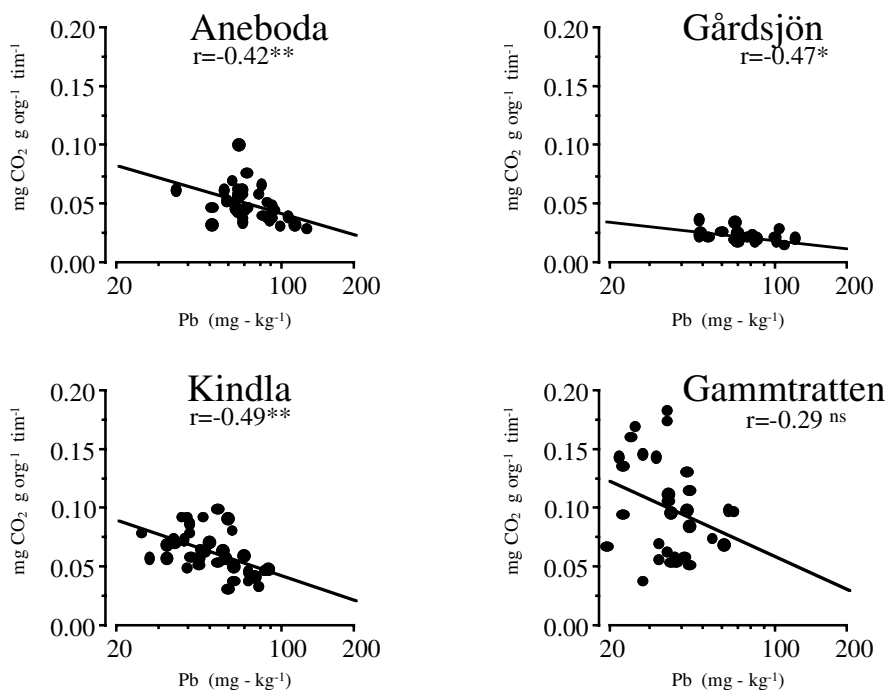 Aneboda
r=-0.42**
mg CO₂ g org⁻¹ tim⁻¹
0.20
0.15
0.10
0.05
0.00
20 100 200
Pb (mg - kg⁻¹)
Gårdsjön
r=-0.47*
mg CO₂ g org⁻¹ tim⁻¹
0.20
0.15
0.10
0.05
0.00
20 100 200
Pb (mg - kg⁻¹)
Kindla
r=-0.49**
mg CO₂ g org⁻¹ tim⁻¹
0.20
0.15
0.10
0.05
0.00
20 100 200
Pb (mg - kg⁻¹)
Gammtratten
r=-0.29 ns
mg CO₂ g org⁻¹ tim⁻¹
0.20
0.15
0.10
0.05
0.00
20 100 200
Pb (mg - kg⁻¹)